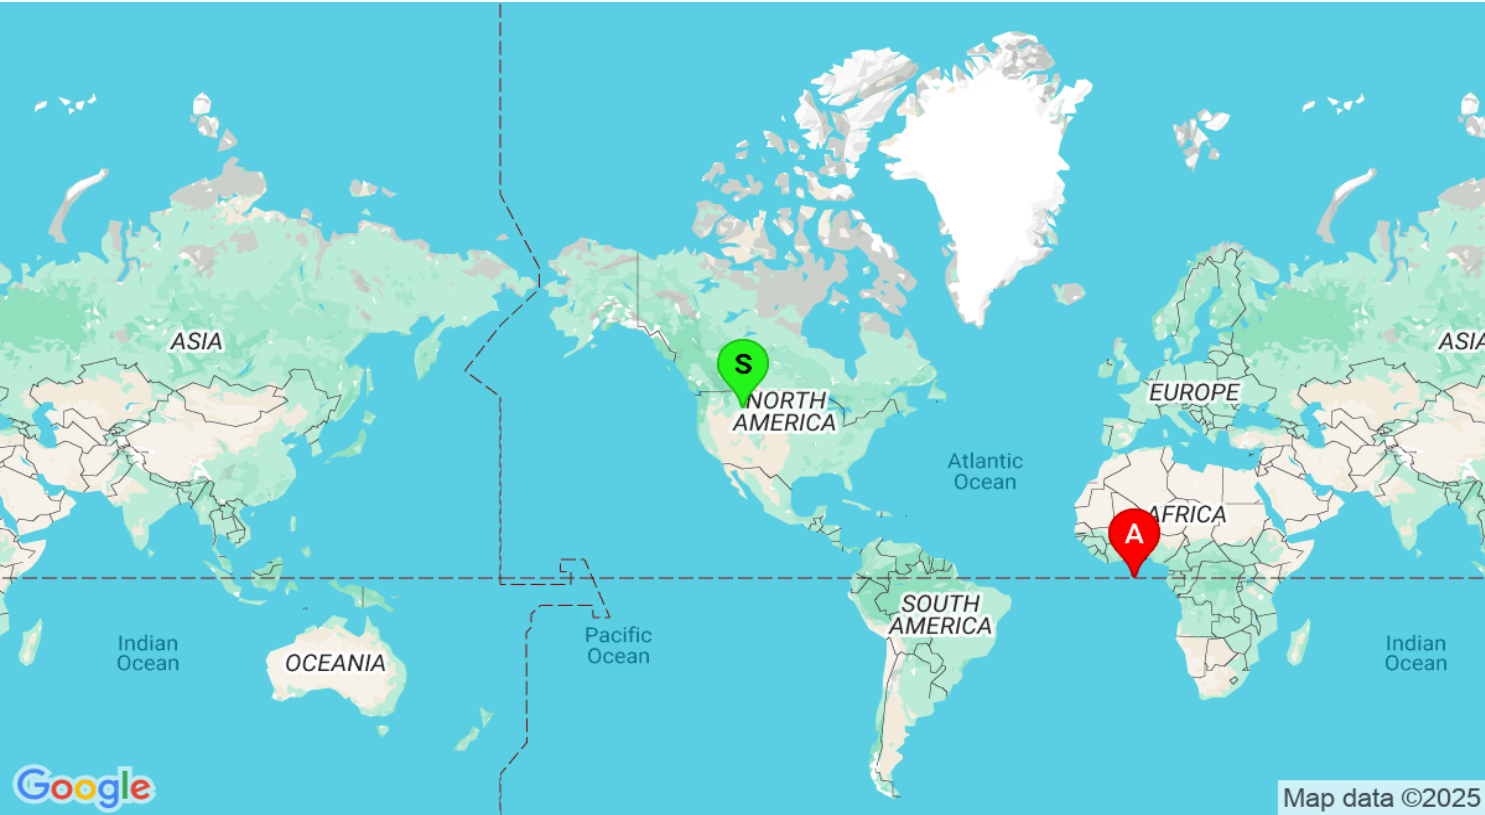 ASIA
ASIA
S
EUROPE
NORTH
AMERICA
Atlantic
Ocean
AFRICA
A
SOUTH
AMERICA
Pacific
Ocean
Indian
Ocean
Indian
Ocean
OCEANIA
Google
Map data ©2025